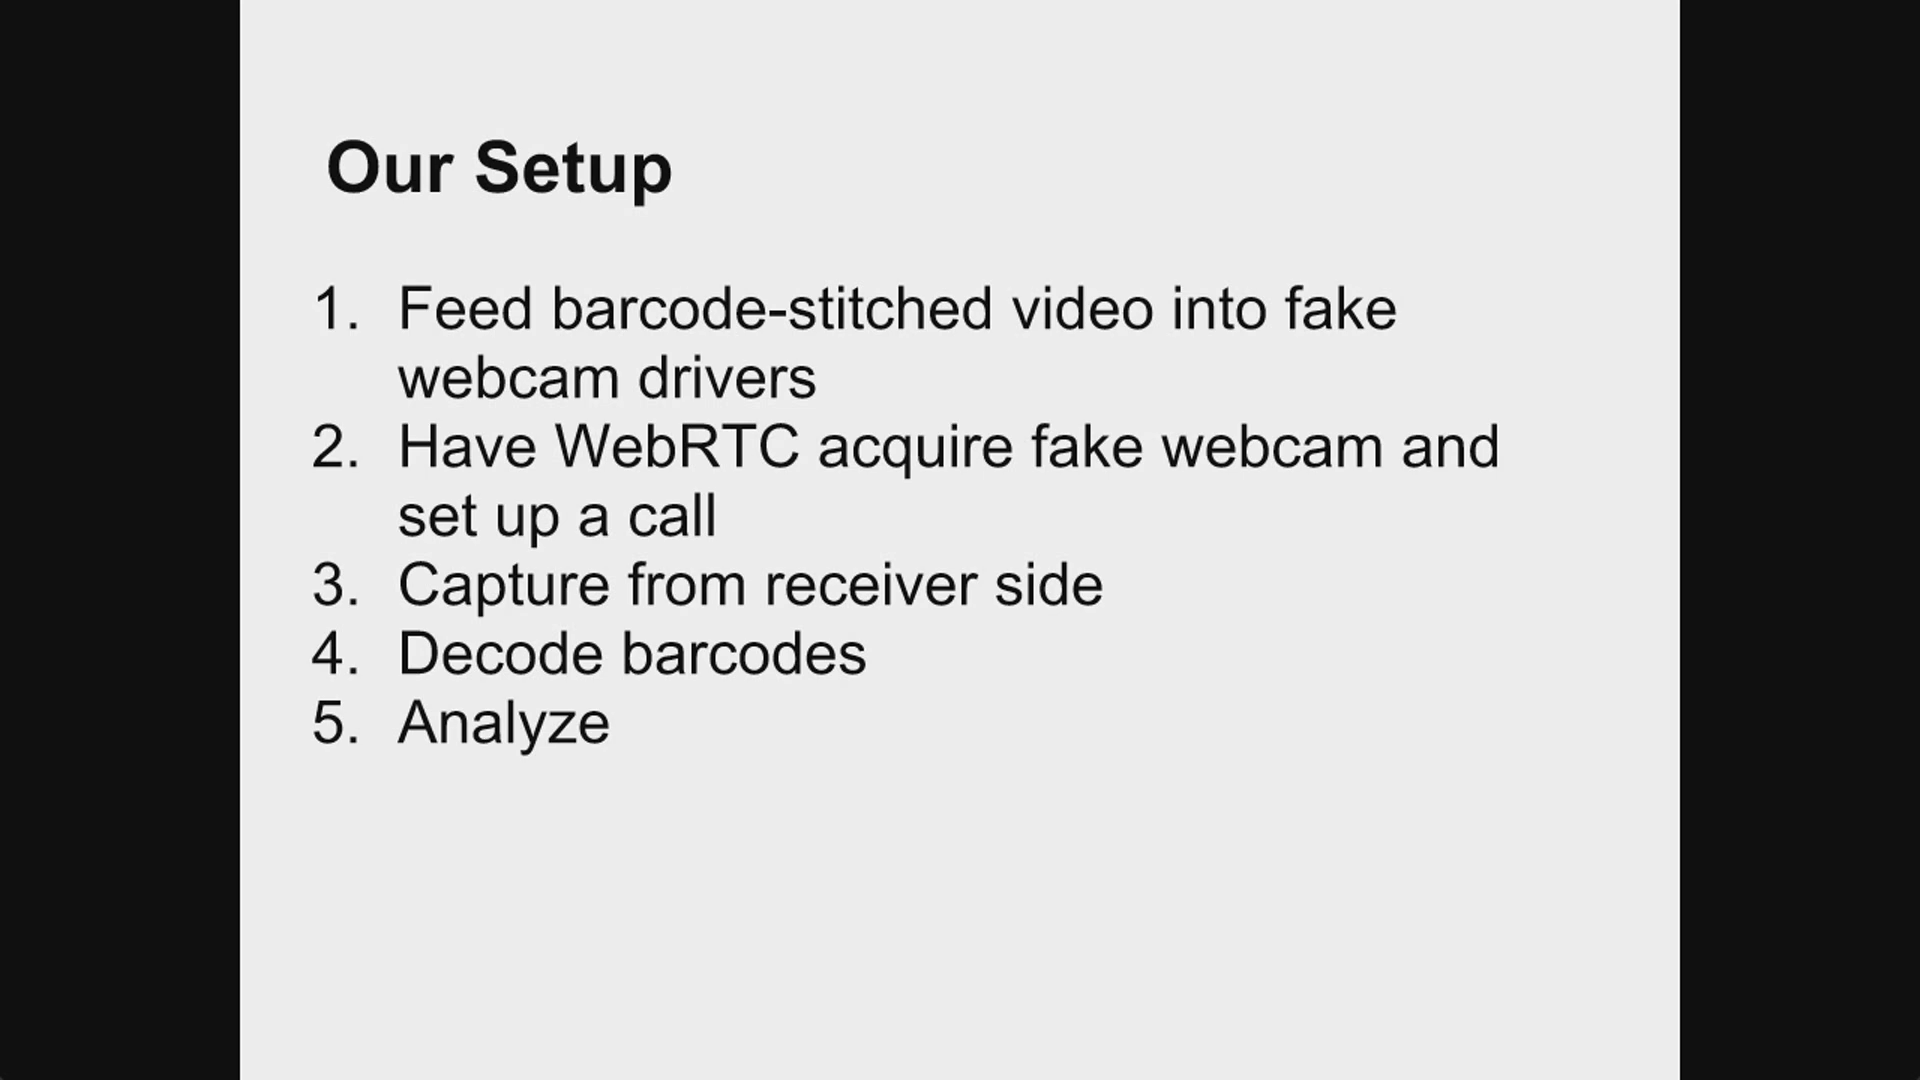 Our Setup
1. Feed barcode-stitched video into fake
webcam drivers
2. Have WebRTC acquire fake webcam and
set up a call
3. Capture from receiver side
4. Decode barcodes
5. Analyze